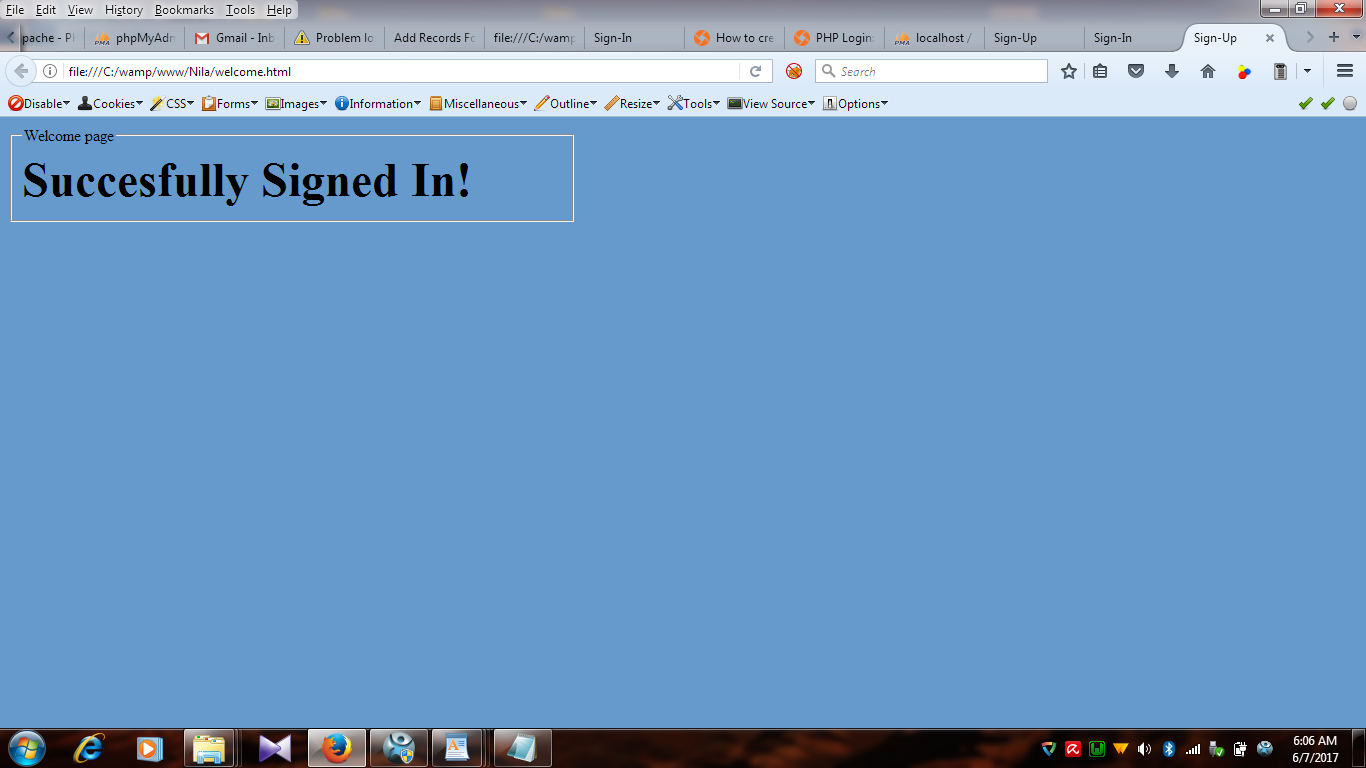 File Edit View History Bookmarks Tools Help
pache - P phpMyAdn Gmail - Inb Problem lo Add Records Fo file:///C:/wamp Sign-In How to cre PHP Login: localhost / Sign-Up Sign-In Sign-Up
file:///C:/wamp/www/Nila/welcome.html Search
Disable Cookies CSS Forms Images Information Miscellaneous Outline Resize Tools View Source Options
Welcome page
Succesfully Signed In!
6:06 AM
6/7/2017